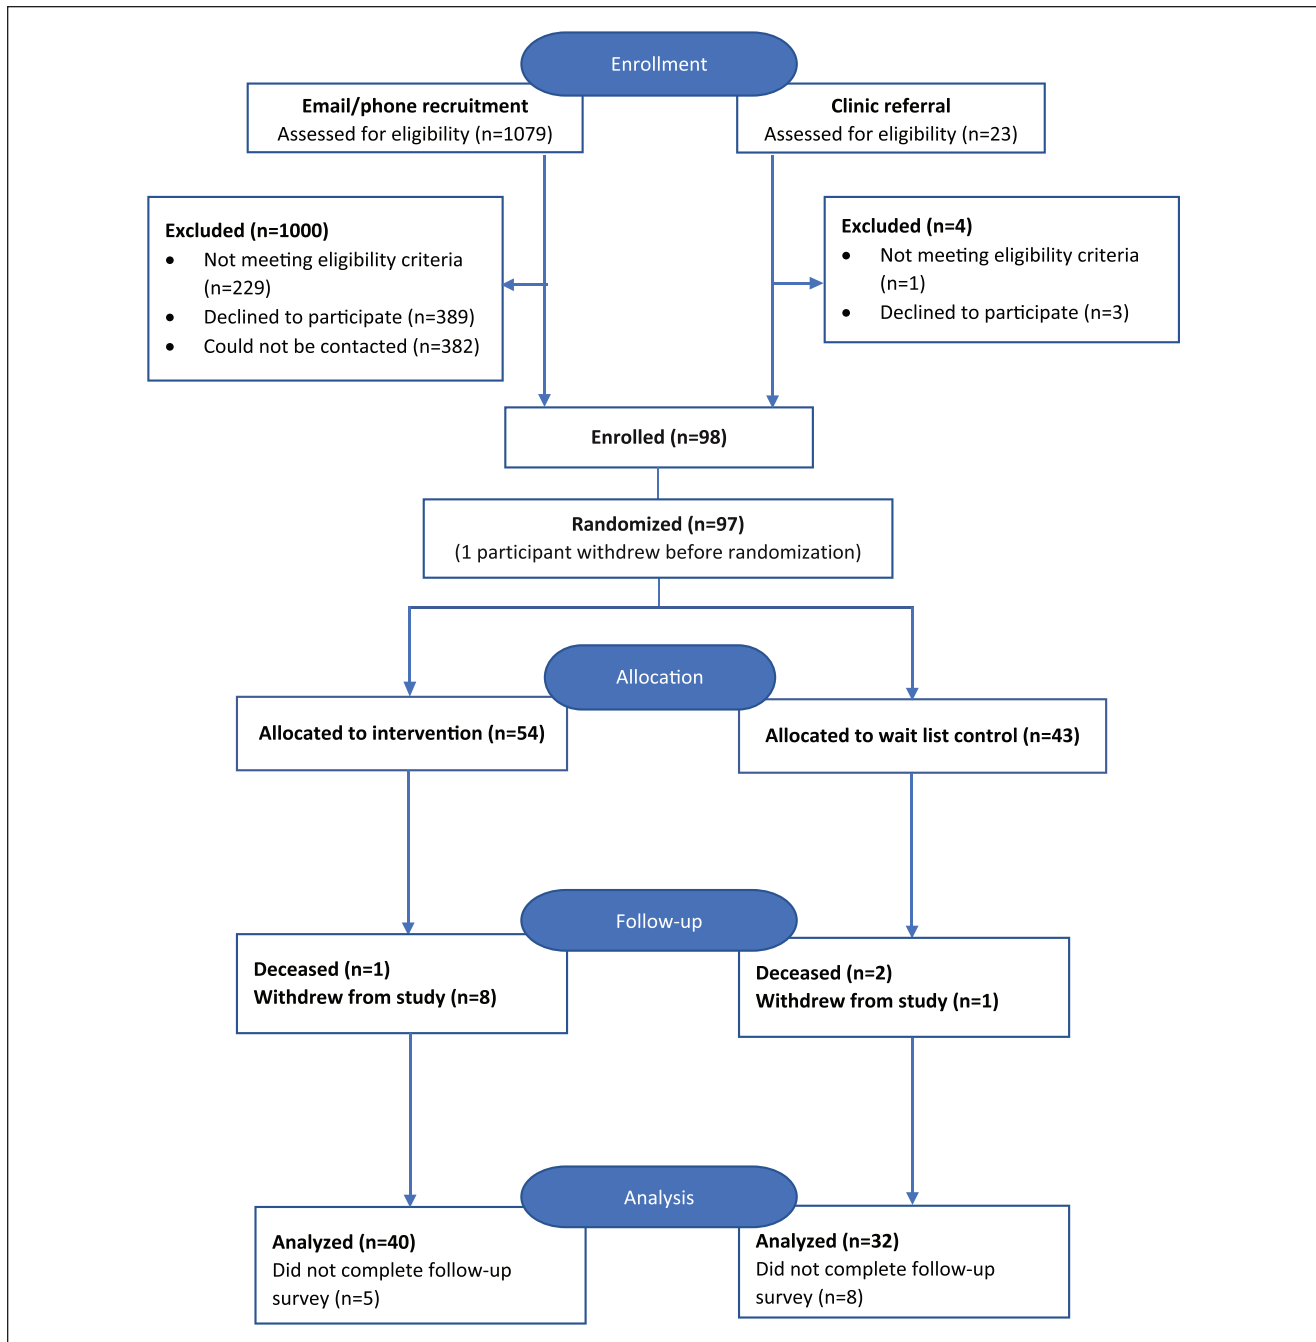 Enrollment
Email/phone recruitment
Assessed for eligibility (n=1079)
Clinic referral
Assessed for eligibility (n=23)
Excluded (n=1000)
• Not meeting eligibility criteria
(n=229)
• Declined to participate (n=389)
• Could not be contacted (n=382)
Excluded (n=4)
• Not meeting eligibility criteria
(n=1)
• Declined to participate (n=3)
Enrolled (n=98)
Randomized (n=97)
(1 participant withdrew before randomization)
Allocation
Allocated to intervention (n=54)
Allocated to wait list control (n=43)
Follow-up
Deceased (n=1)
Withdrew from study (n=8)
Deceased (n=2)
Withdrew from study (n=1)
Analysis
Analyzed (n=40)
Did not complete follow-up
survey (n=5)
Analyzed (n=32)
Did not complete follow-up
survey (n=8)